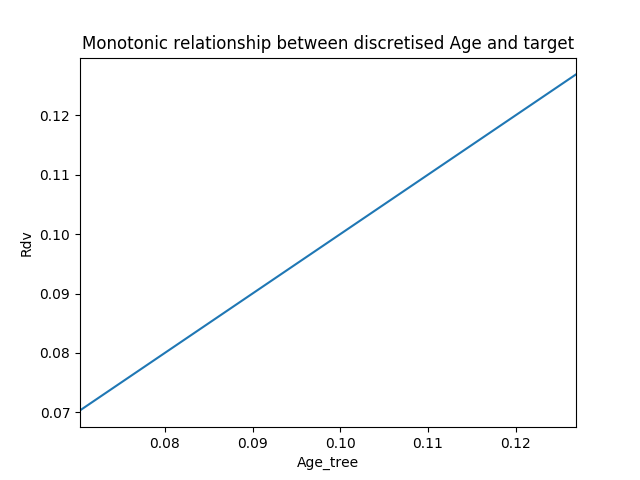 Monotonic relationship between discretised Age and target
0.12
0.11
0.10
0.09
0.08
0.07
Rdv
0.08 0.09 0.10 0.11 0.12
Age_tree